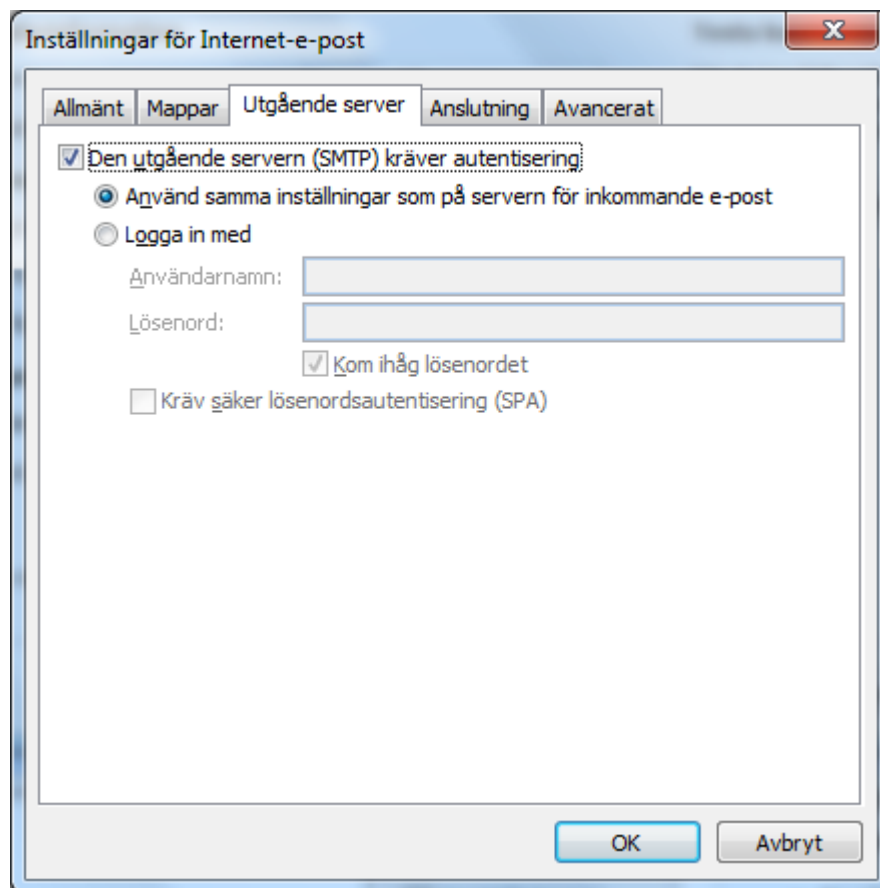 Inställningar för Internet-e-post
Allmänt Mappar Utgående server Anslutning Avancerat
Den utgående servern (SMTP) kräver autentisering
Använd samma inställningar som på servern för inkommande e-post
Logga in med
Användarnamn:
Lösenord:
Kom ihåg lösenordet
Kräv säker lösenordsautentisering (SPA)
OK Avbryt